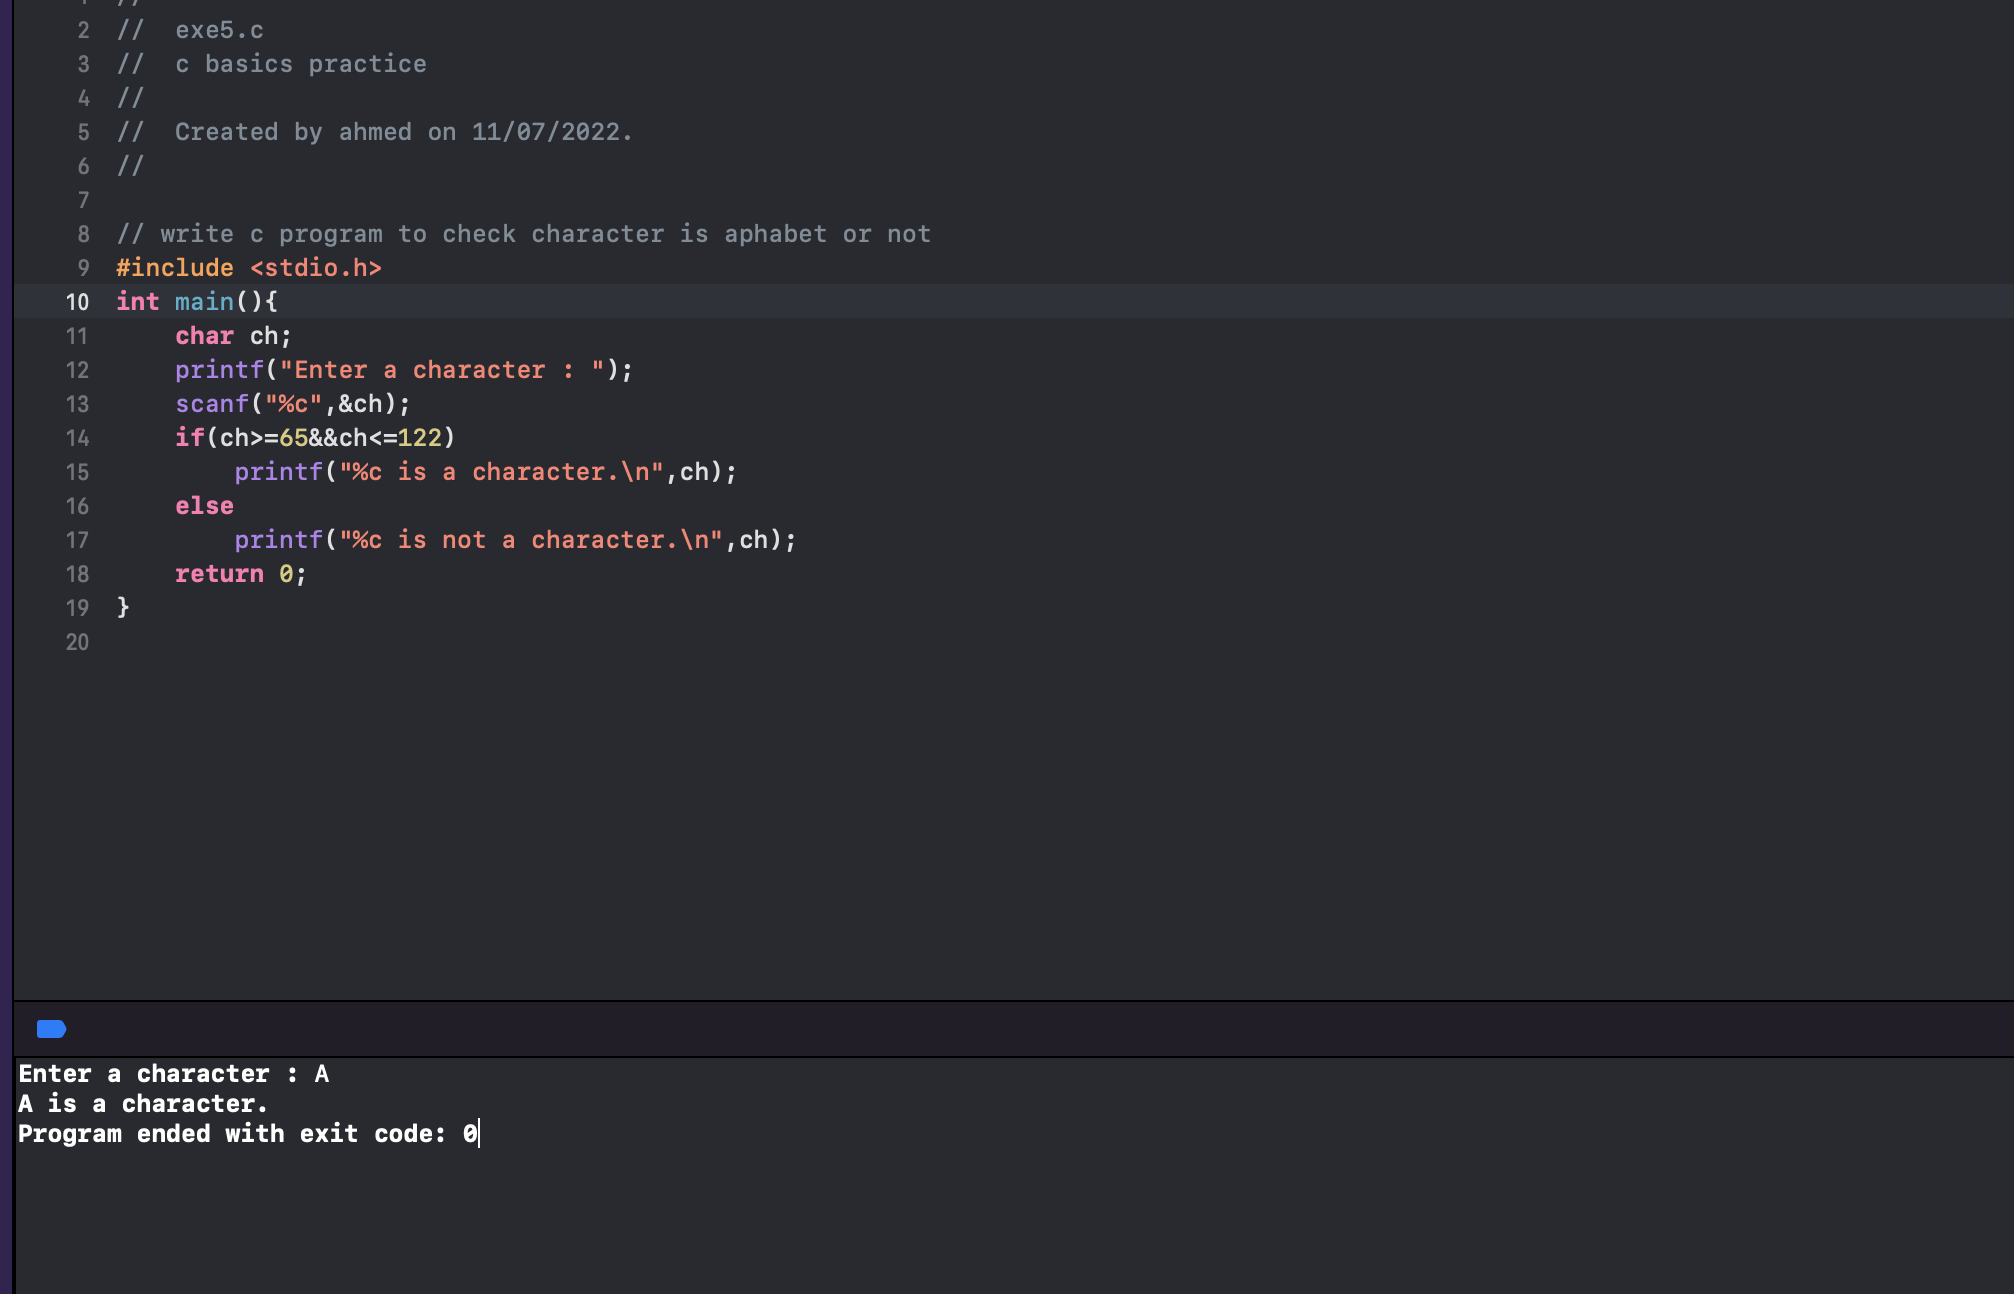 1 //
2 //  exe5.c
3 //  c basics practice
4 //
5 //  Created by ahmed on 11/07/2022.
6 //
7
8 // write c program to check character is aphabet or not
9 #include <stdio.h>
10 int main(){
11     char ch;
12     printf("Enter a character : ");
13     scanf("%c",&ch);
14     if(ch>=65&&ch<=122)
15         printf("%c is a character.\n",ch);
16     else
17         printf("%c is not a character.\n",ch);
18     return 0;
19 }
20
Enter a character : A
A is a character.
Program ended with exit code: 0